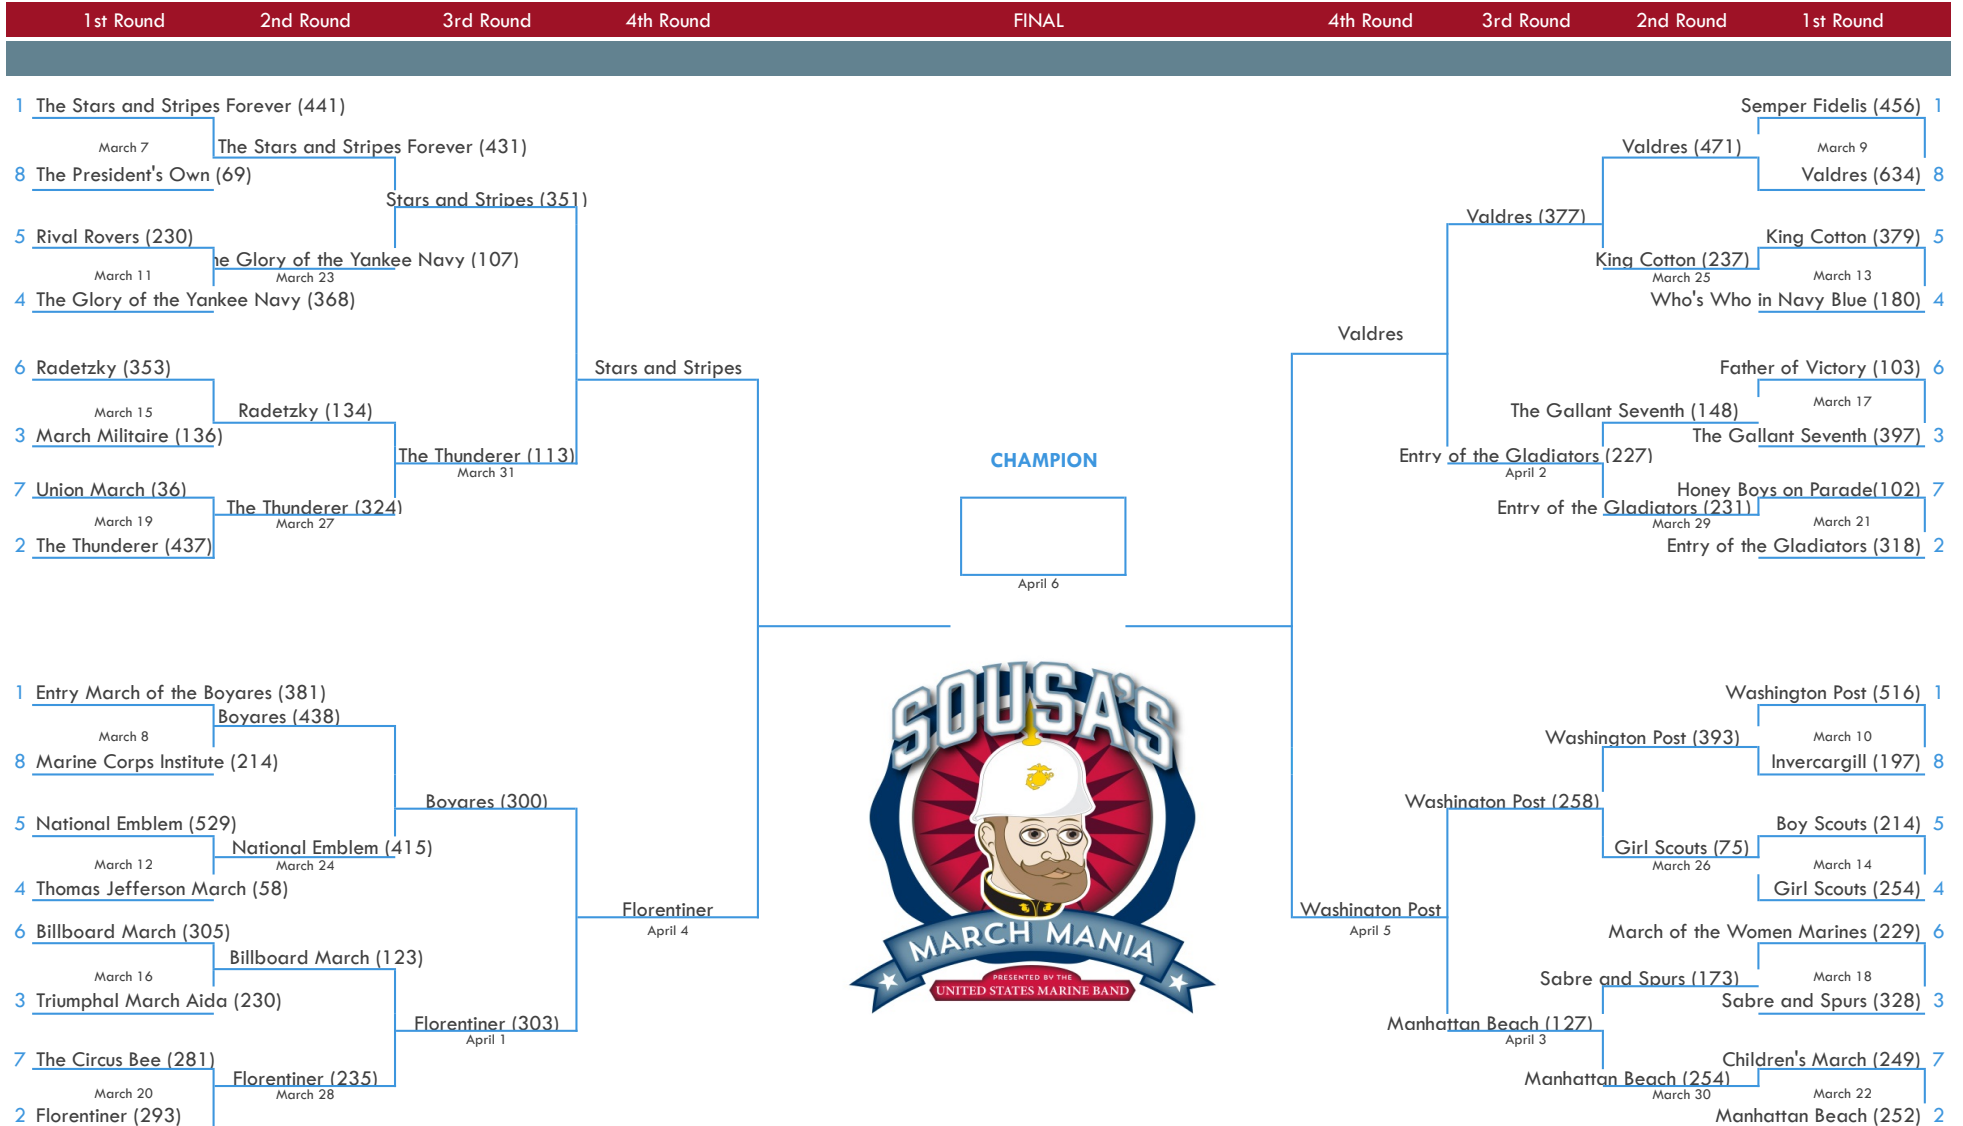 1st Round 2nd Round 3rd Round 4th Round FINAL 4th Round 3rd Round 2nd Round 1st Round
1 The Stars and Stripes Forever (441)
March 7
The Stars and Stripes Forever (431)
8 The President's Own (69)
Stars and Stripes (351)
5 Rival Rovers (230)
he Glory of the Yankee Navy (107)
March 11
March 23
4 The Glory of the Yankee Navy (368)
6 Radetzky (353)
Stars and Stripes
March 15
Radetzky (134)
3 March Militaire (136)
The Thunderer (113)
March 31
7 Union March (36)
The Thunderer (324)
March 19
March 27
2 The Thunderer (437)
1 Entry March of the Boyares (381)
Boyares (438)
March 8
8 Marine Corps Institute (214)
Boyares (300)
5 National Emblem (529)
National Emblem (415)
March 12
March 24
4 Thomas Jefferson March (58)
Florentiner
April 4
6 Billboard March (305)
Billboard March (123)
March 16
3 Triumphal March Aida (230)
Florentiner (303)
April 1
7 The Circus Bee (281)
Florentiner (235)
March 20
March 28
2 Florentiner (293)
CHAMPION
April 6
SOUSA'S
MARCH MANIA
PRESENTED BY THE
UNITED STATES MARINE BAND
Semper Fidelis (456) 1
Valdres (471)
March 9
Valdres (634) 8
Valdres (377)
King Cotton (379) 5
King Cotton (237)
March 25
March 13
Who's Who in Navy Blue (180) 4
Valdres
Father of Victory (103) 6
March 17
The Gallant Seventh (148)
The Gallant Seventh (397) 3
Entry of the Gladiators (227)
April 2
Honey Boys on Parade(102) 7
Entry of the Gladiators (231)
March 29
March 21
Entry of the Gladiators (318) 2
Washington Post (516) 1
Washington Post (393)
March 10
Invercargill (197) 8
Washington Post (258)
Boy Scouts (214) 5
Girl Scouts (75)
March 26
March 14
Girl Scouts (254) 4
Washington Post
April 5
March of the Women Marines (229) 6
Sabre and Spurs (173)
March 18
Sabre and Spurs (328) 3
Manhattan Beach (127)
April 3
Children's March (249) 7
Manhattan Beach (254)
March 30
March 22
Manhattan Beach (252) 2